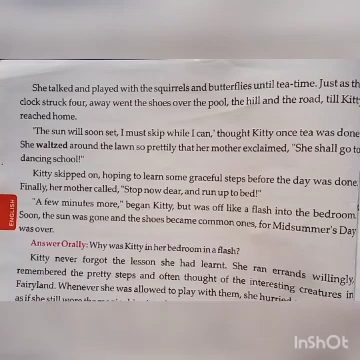 She talked and played with the squirrels and butterflies until tea-time. Just as th
clock struck four, away went the shoes over the pool, the hill and the road, till Kitty
reached home.
'The sun will soon set, I must skip while I can,' thought Kitty once tea was done
She waltzed around the lawn so prettily that her mother exclaimed, "She shall go to
dancing school!"
Kitty skipped on, hoping to learn some graceful steps before the day was done.
Finally, her mother called, "Stop now dear, and run up to bed!"
"A few minutes more," began Kitty, but was off like a flash into the bedroom.
Soon, the sun was gone and the shoes became common ones, for Midsummer's Day
was over.
Answer Orally: Why was Kitty in her bedroom in a flash?
Kitty never forgot the lesson she had learnt. She ran errands willingly,
remembered the pretty steps and often thought of the interesting creatures in
Fairyland. Whenever she was allowed to play with them, she hurried
as if she still wore the
ENGLISH
InShOt